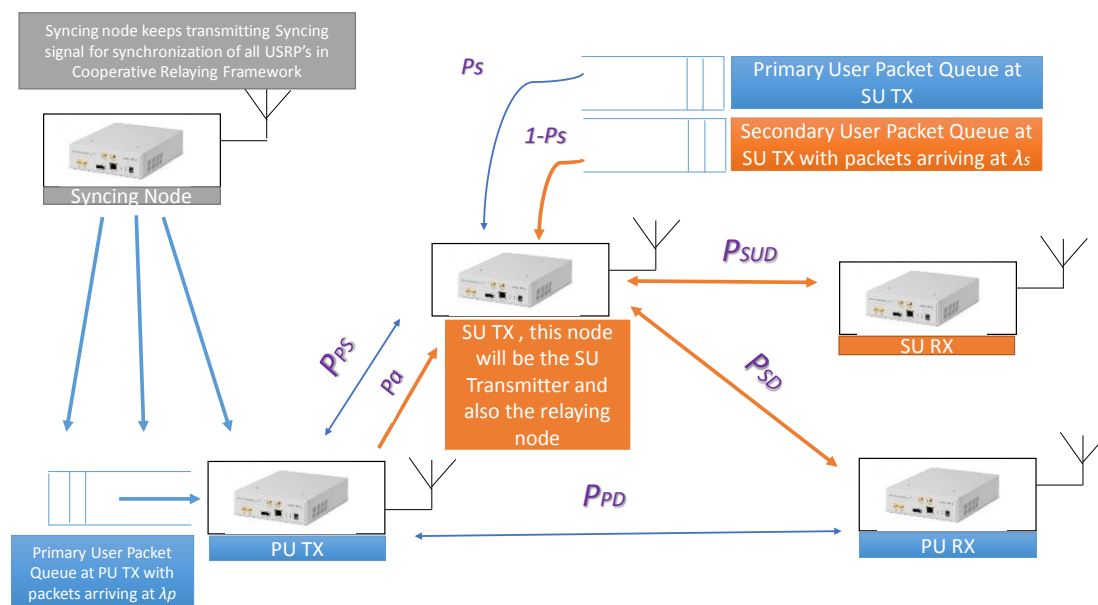 Syncing node keeps transmitting Syncing
signal for synchronization of all USRP's in
Cooperative Relaying Framework
Syncing Node
Ps
Primary User Packet Queue at
SU TX
1-Ps
Secondary User Packet Queue at
SU TX with packets arriving at λs
PSUD
SU RX
SU TX , this node
will be the SU
Transmitter and
also the relaying
node
PPS
Pa
PSD
PPD
PU TX
PU RX
Primary User Packet
Queue at PU TX with
packets arriving at λp